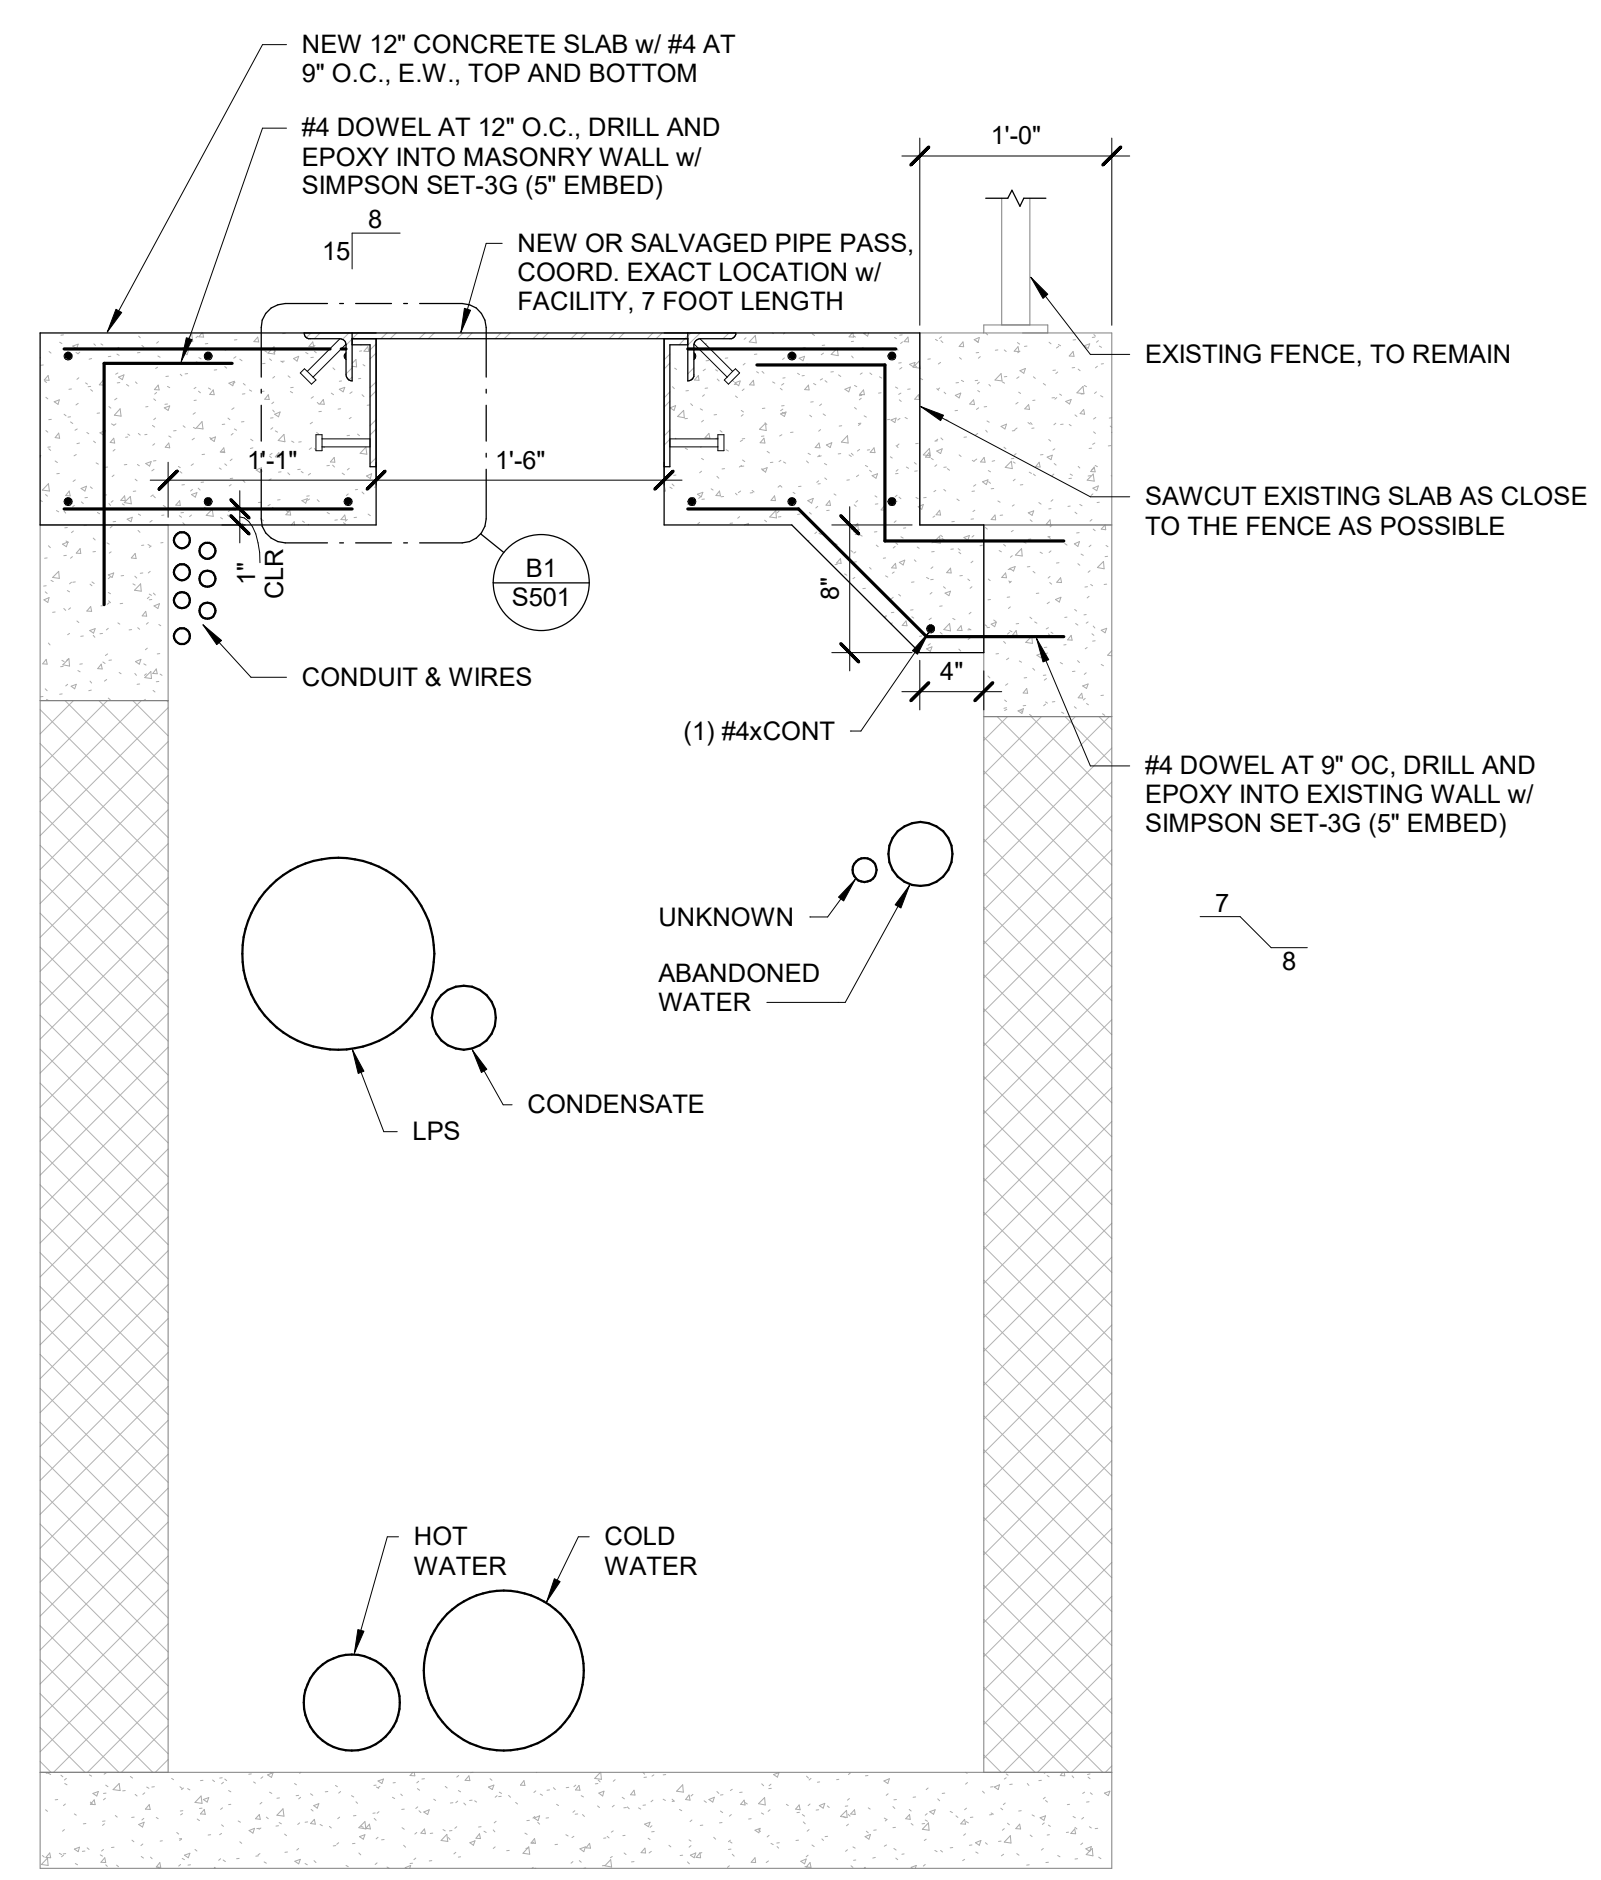 NEW 12" CONCRETE SLAB w/ #4 AT
9" O.C., E.W., TOP AND BOTTOM
#4 DOWEL AT 12" O.C., DRILL AND
EPOXY INTO MASONRY WALL w/
SIMPSON SET-3G (5" EMBED)
8
15
NEW OR SALVAGED PIPE PASS,
COORD. EXACT LOCATION w/
FACILITY, 7 FOOT LENGTH
1'-0"
EXISTING FENCE, TO REMAIN
1'-1"
1'-6"
SAWCUT EXISTING SLAB AS CLOSE
TO THE FENCE AS POSSIBLE
1"
CLR
B1
S501
8"
4"
CONDUIT & WIRES
(1) #4xCONT
#4 DOWEL AT 9" OC, DRILL AND
EPOXY INTO EXISTING WALL w/
SIMPSON SET-3G (5" EMBED)
7
8
UNKNOWN
ABANDONED
WATER
CONDENSATE
LPS
HOT
WATER
COLD
WATER